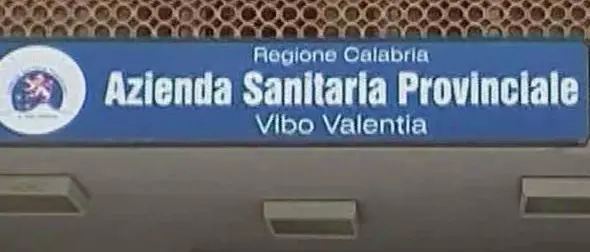 Regione Calabria
Azienda Sanitaria Provinciale
Vibo Valentia